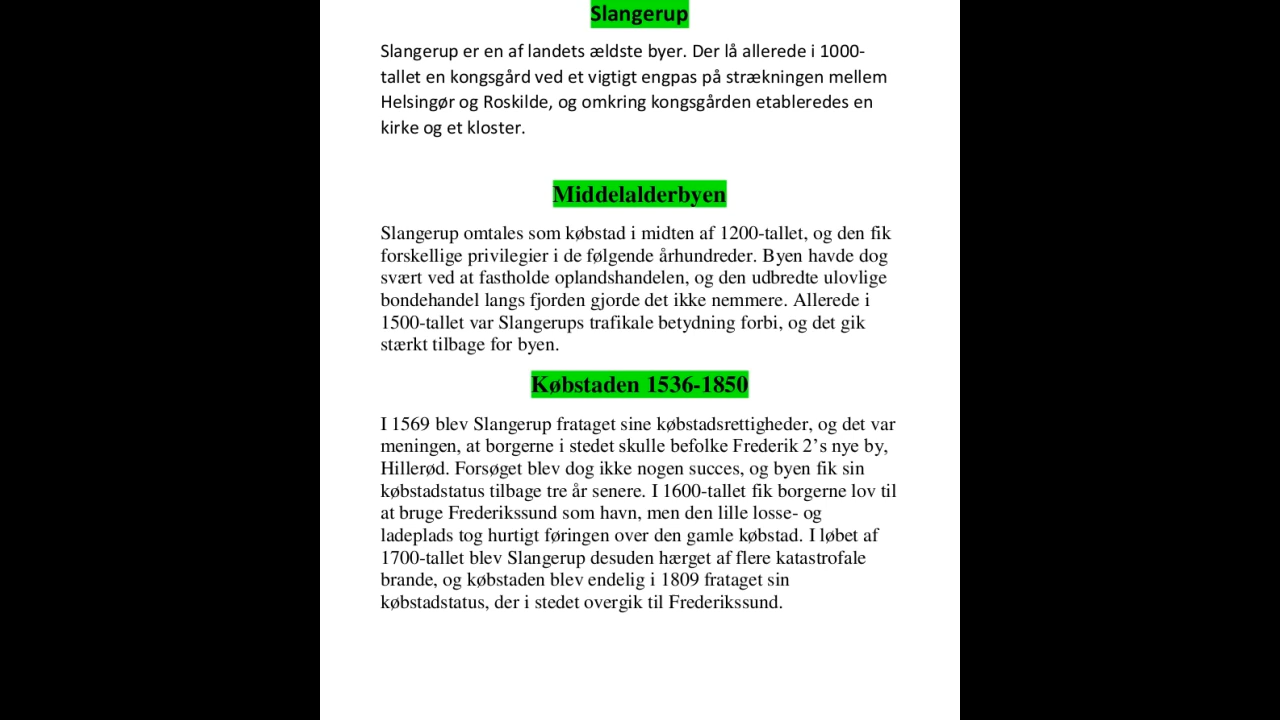 Slangerup
Slangerup er en af landets ældste byer. Der lå allerede i 1000-
tallet en kongsgård ved et vigtigt engpas på strækningen mellem
Helsingør og Roskilde, og omkring kongsgården etableredes en
kirke og et kloster.
Middelalderbyen
Slangerup omtales som købstad i midten af 1200-tallet, og den fik
forskellige privilegier i de følgende århundreder. Byen havde dog
svært ved at fastholde oplandshandelen, og den udbredte ulovlige
bondehandel langs fjorden gjorde det ikke nemmere. Allerede i
1500-tallet var Slangerups trafikale betydning forbi, og det gik
stærkt tilbage for byen.
Købstaden 1536-1850
I 1569 blev Slangerup frataget sine købstadsrettigheder, og det var
meningen, at borgerne i stedet skulle befolke Frederik 2’s nye by,
Hillerød. Forsøget blev dog ikke nogen succes, og byen fik sin
købstadstatus tilbage tre år senere. I 1600-tallet fik borgerne lov til
at bruge Frederikssund som havn, men den lille losse- og
ladeplads tog hurtigt føringen over den gamle købstad. I løbet af
1700-tallet blev Slangerup desuden hærget af flere katastrofale
brande, og købstaden blev endelig i 1809 frataget sin
købstadstatus, der i stedet overgik til Frederikssund.